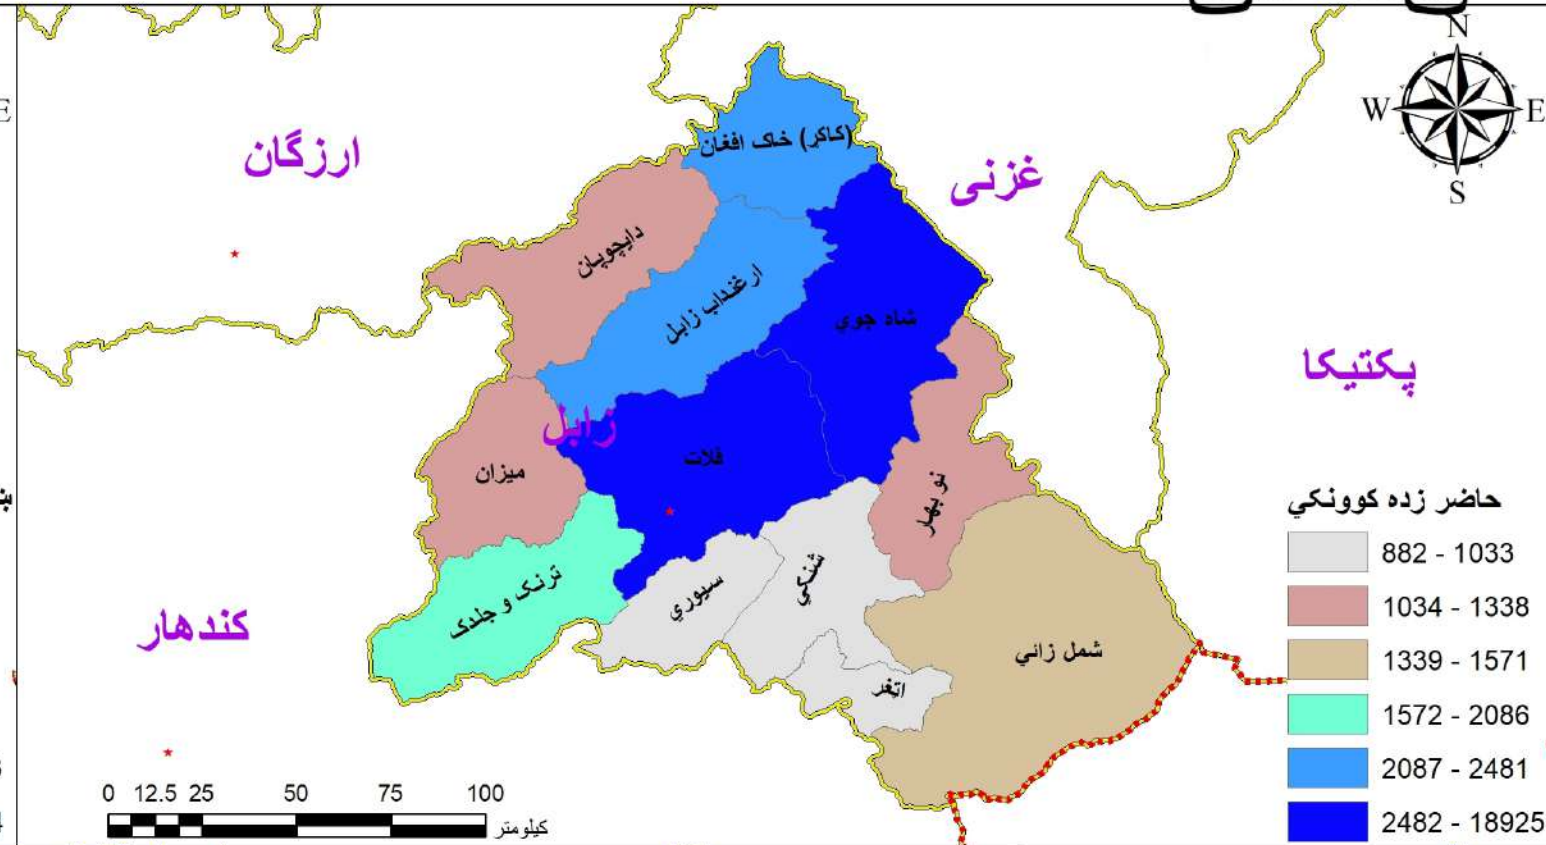 N
W
E
S
ارزگان
غزنی
(کاکر) خاک افغان
دایچوپان
ارغنداب زابل
شاه جوي
پکتیکا
زابل
میزان
قلات
نو بهار
حاضر زده کوونکي
882 - 1033
1034 - 1338
1339 - 1571
1572 - 2086
2087 - 2481
2482 - 18925
ترنک و جلدک
سیوري
شنکي
کندهار
شمل زائي
اتغر
0 12.5 25 50 75 100
کیلومتر